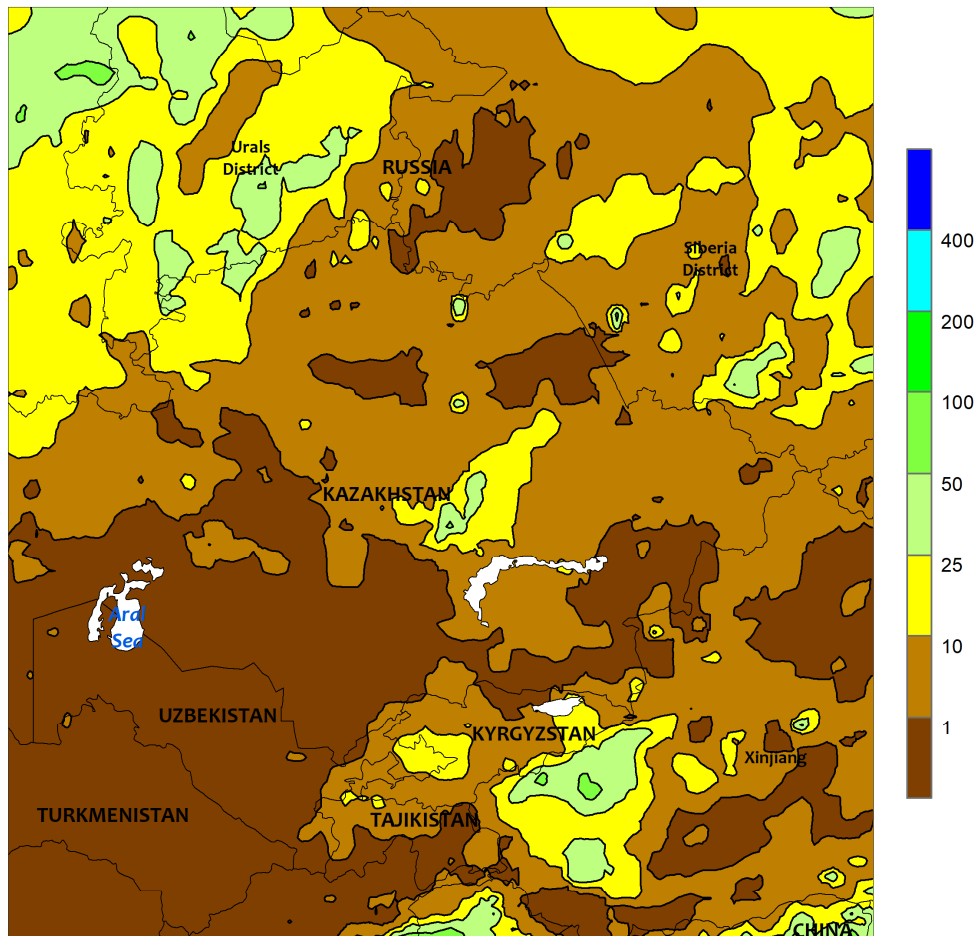 Urals
District
RUSSIA
Siberia
District
400
200
100
50
25
10
1
KAZAKHSTAN
Aral
Sea
UZBEKISTAN
KYRGYZSTAN
Xinjiang
TURKMENISTAN
TAJIKISTAN
CHINA